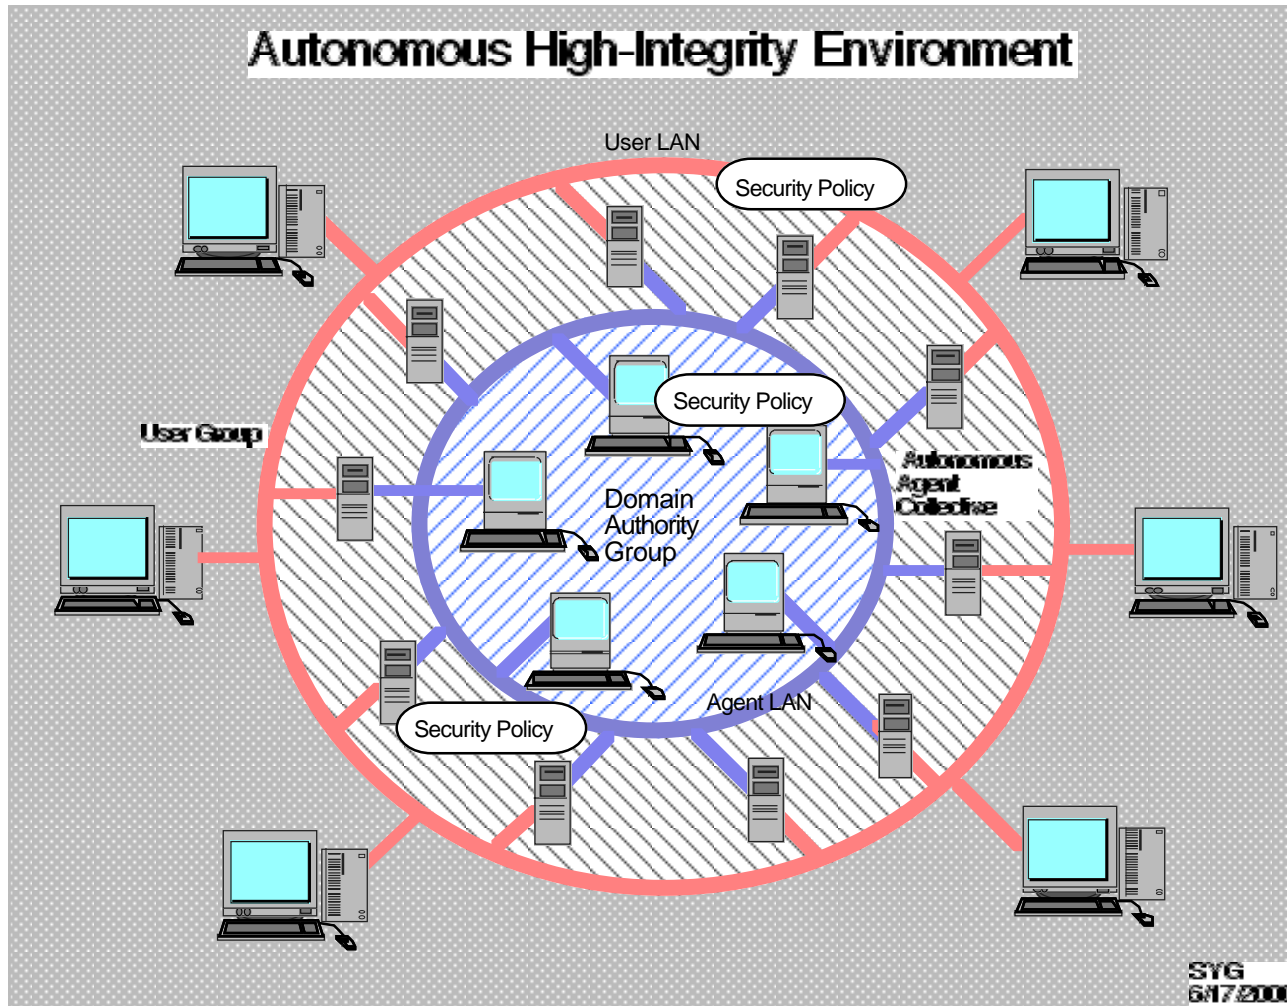 Autonomous High-Integrity Environment
User LAN
Security Policy
Security Policy
User Group
Autonomous
Agent
Collective
Domain
Authority
Group
Agent LAN
Security Policy
SYG